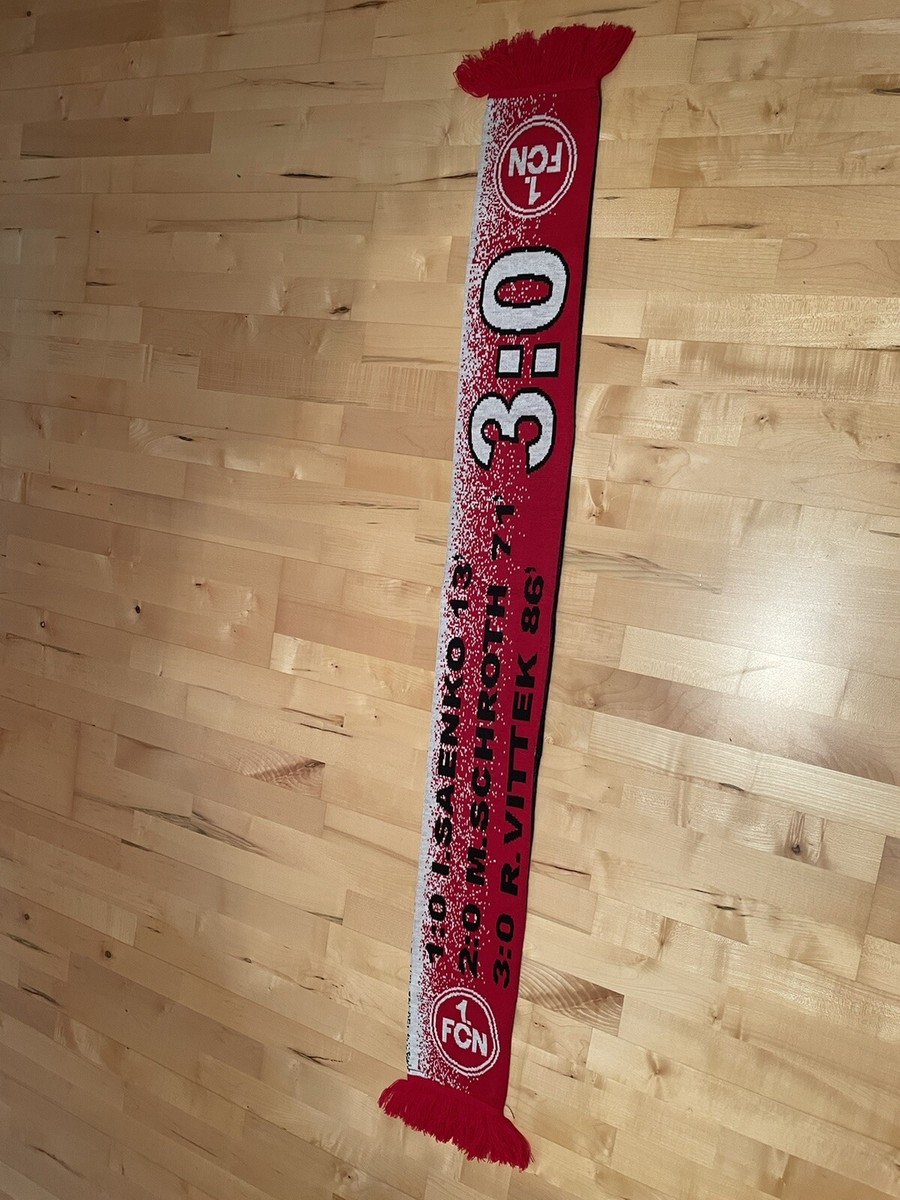 1.
FCN
1:0 I.SAENKO 13'
2:0 M.SCHROTH 71'
3:0 R.VITTEK 86'
3:0
1.
FCN